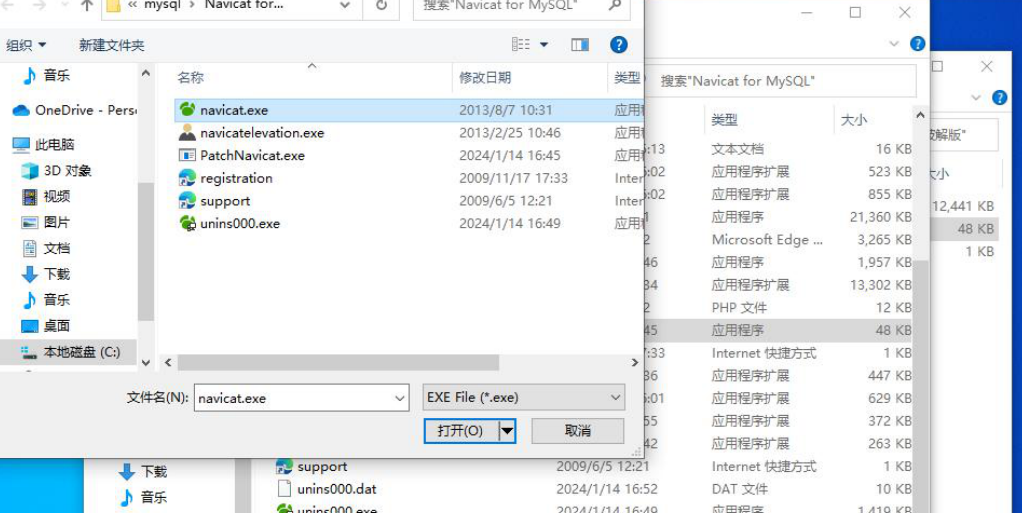 « mysql › Navicat for...
搜索"Navicat for MySQL"
组织
新建文件夹
音乐
OneDrive - Pers
此电脑
3D 对象
视频
图片
文档
下载
音乐
桌面
本地磁盘 (C:)
名称 修改日期 类型
navicat.exe 2013/8/7 10:31 应用
navicatelevation.exe 2013/2/25 10:46 应用
PatchNavicat.exe 2024/1/14 16:45 应用
registration 2009/11/17 17:33 Inter
support 2009/6/5 12:21 Inter
unins000.exe 2024/1/14 16:49 应用
文件名(N): navicat.exe EXE File (*.exe)
打开(O) 取消
搜索"Navicat for MySQL"
类型 大小
:13 文本文档 16 KB
:02 应用程序扩展 523 KB
:02 应用程序扩展 855 KB
1 应用程序 21,360 KB
2 Microsoft Edge ... 3,265 KB
46 应用程序 1,957 KB
34 应用程序扩展 13,302 KB
2 PHP 文件 12 KB
45 应用程序 48 KB
:33 Internet 快捷方式 1 KB
36 应用程序扩展 447 KB
:01 应用程序扩展 629 KB
55 应用程序扩展 372 KB
42 应用程序扩展 263 KB
support 2009/6/5 12:21 Internet 快捷方式 1 KB
unins000.dat 2024/1/14 16:52 DAT 文件 10 KB
unins000.exe 2024/1/14 16:49 应用程序 1,419 KB
下载
音乐
破解版"
大小
12,441 KB
48 KB
1 KB